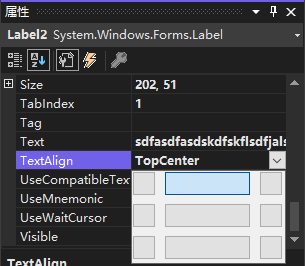 属性
Label2 System.Windows.Forms.Label
Size 202, 51
TabIndex 1
Tag
Text sdfasdfasdskdfskflsdfjals
TextAlign TopCenter
UseCompatibleText
UseMnemonic
UseWaitCursor
Visible
TextAlign